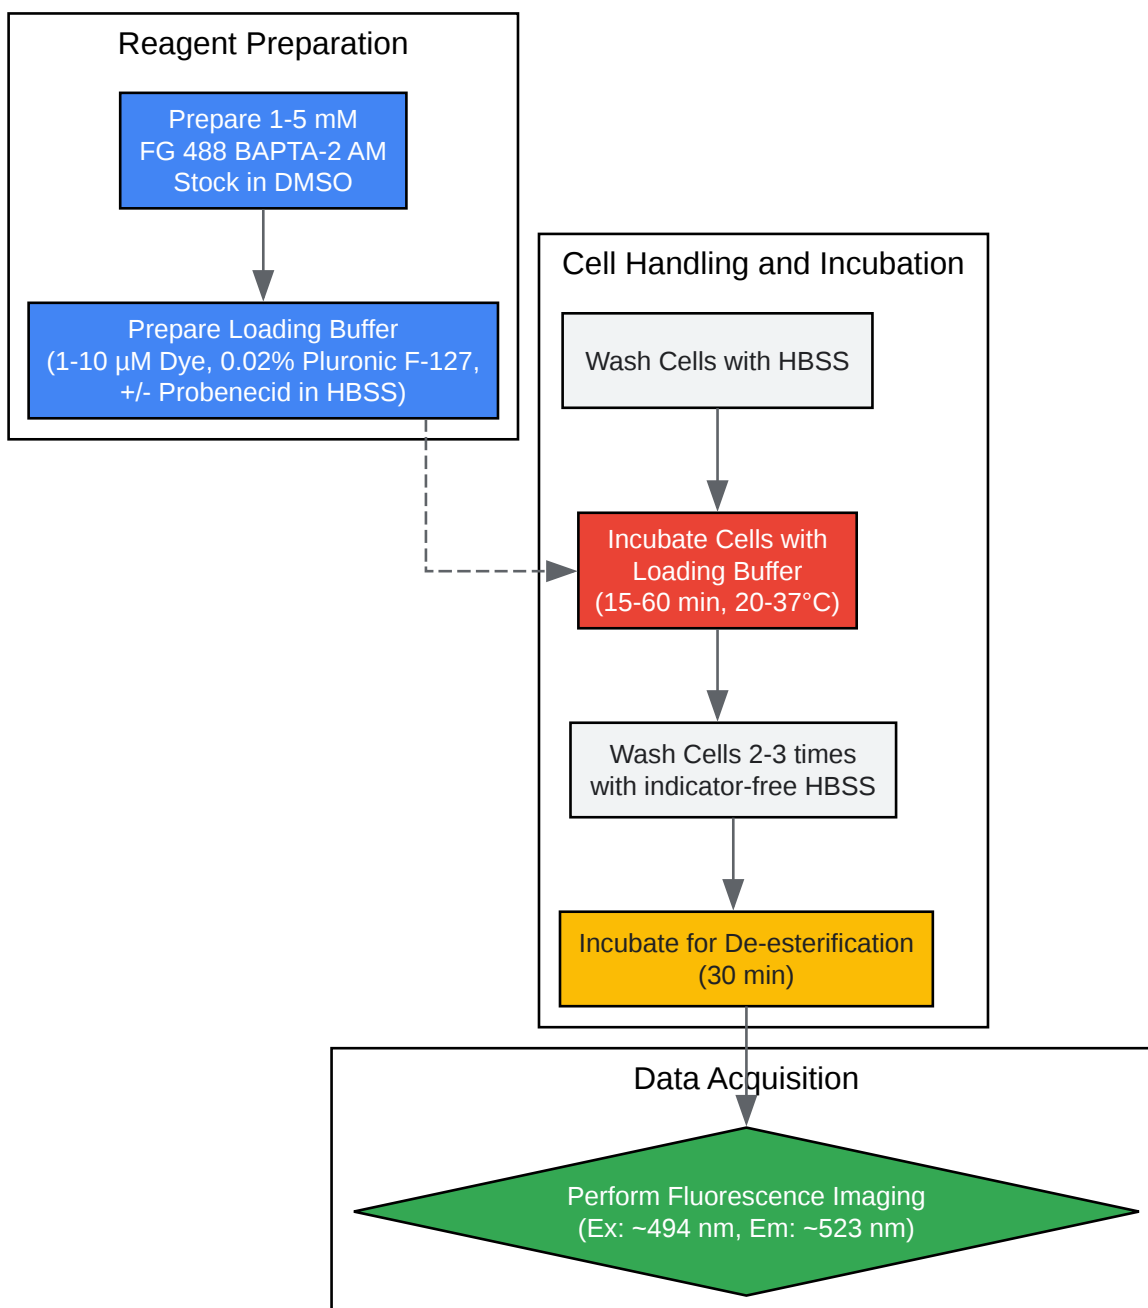 Reagent Preparation
Prepare 1-5 mM
FG 488 BAPTA-2 AM
Stock in DMSO
Prepare Loading Buffer
(1-10 µM Dye, 0.02% Pluronic F-127,
+/- Probenecid in HBSS)
Cell Handling and Incubation
Wash Cells with HBSS
Incubate Cells with
Loading Buffer
(15-60 min, 20-37°C)
Wash Cells 2-3 times
with indicator-free HBSS
Incubate for De-esterification
(30 min)
Data Acquisition
Perform Fluorescence Imaging
(Ex: ~494 nm, Em: ~523 nm)